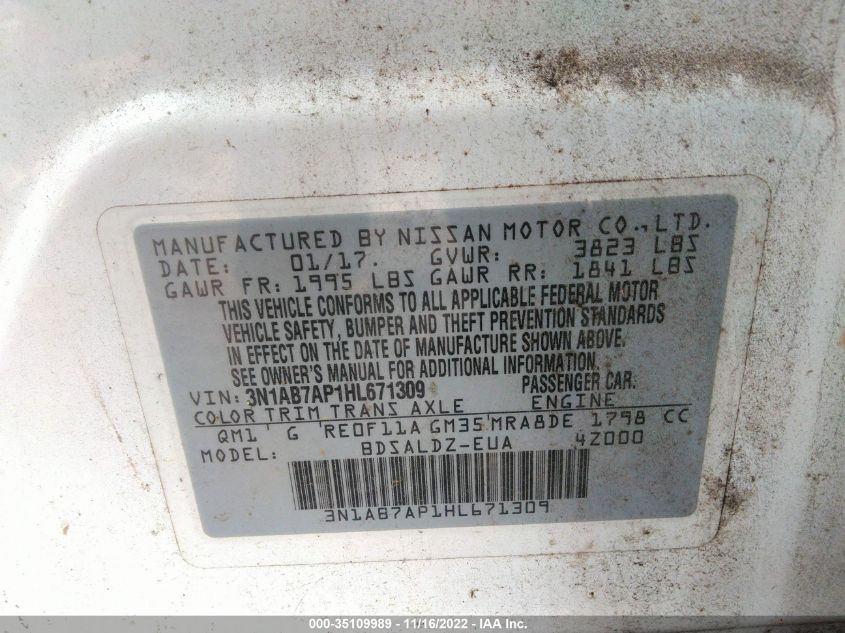 MANUFACTURED BY NISSAN MOTOR CO.,LTD.
DATE: 01/17. GVWR: 3823 LBS
GAWR FR: 1995 LBS GAWR RR: 1841 LBS
THIS VEHICLE CONFORMS TO ALL APPLICABLE FEDERAL MOTOR
VEHICLE SAFETY, BUMPER AND THEFT PREVENTION STANDARDS
IN EFFECT ON THE DATE OF MANUFACTURE SHOWN ABOVE.
SEE OWNER'S MANUAL FOR ADDITIONAL INFORMATION.
VIN: 3N1AB7AP1HL671309 PASSENGER CAR.
COLOR TRIM TRANS AXLE ENGINE
QM1 G RE0F11A GM35 MRA8DE 1798 CC
MODEL: BDSALDZ-EUA 4Z000
3N1AB7AP1HL671309
000-35109989 - 11/16/2022 - IAA Inc.